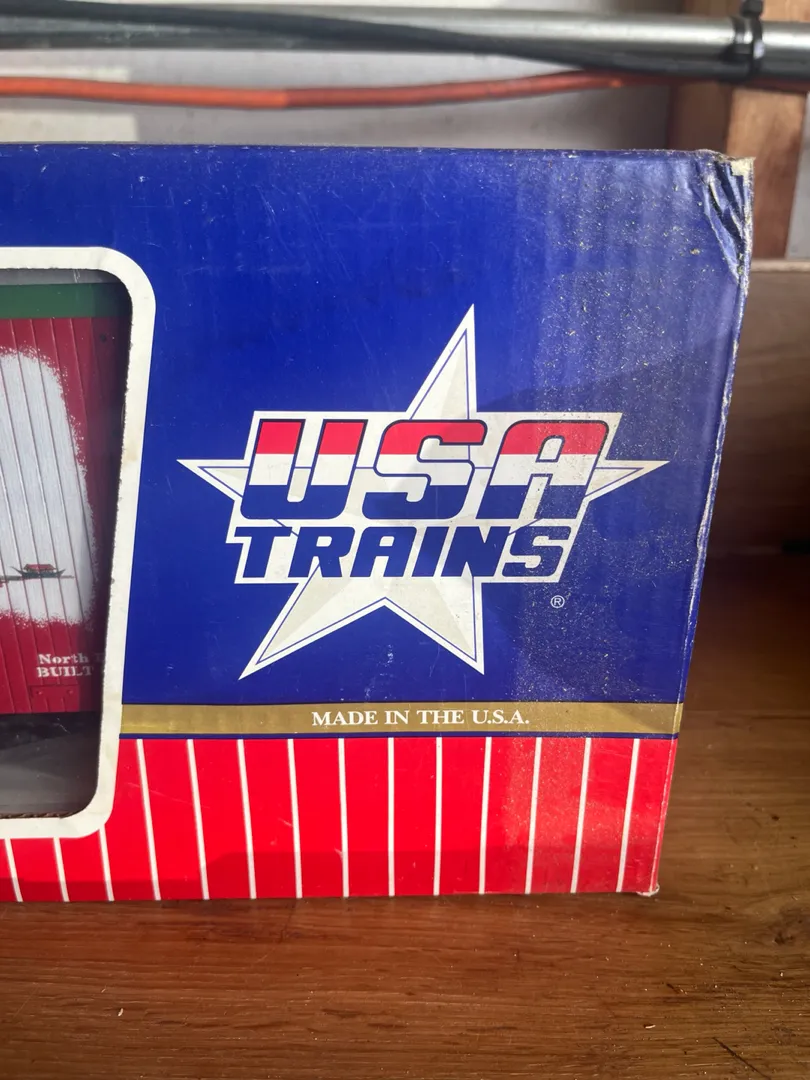 USA
TRAINS
®
MADE IN THE U.S.A.
North
BUILT